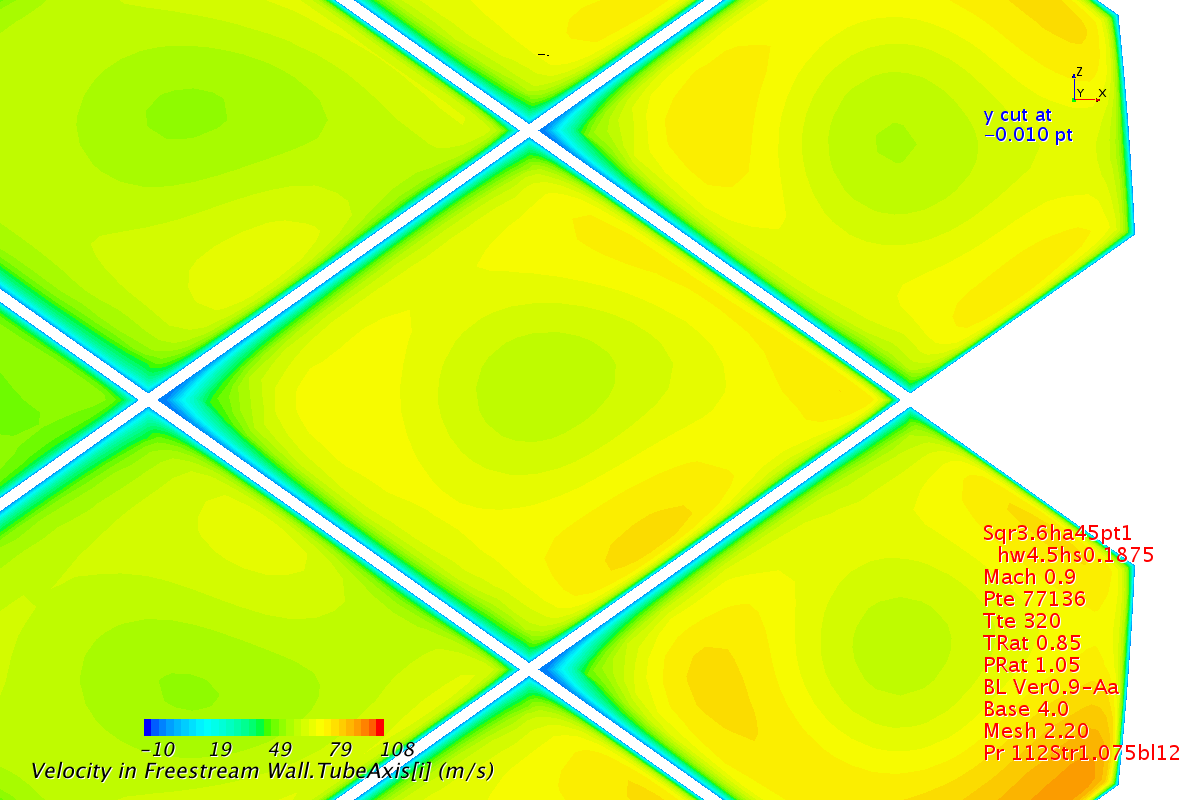 Z
Y X
y cut at
−0.010 pt
Sqr3.6ha45pt1
hw4.5hs0.1875
Mach 0.9
Pte 77136
Tte 320
TRat 0.85
PRat 1.05
BL Ver0.9−Aa
Base 4.0
Mesh 2.20
Pr 112Str1.075bl12
−10 19 49 79 108
Velocity in Freestream Wall.TubeAxis[i] (m/s)